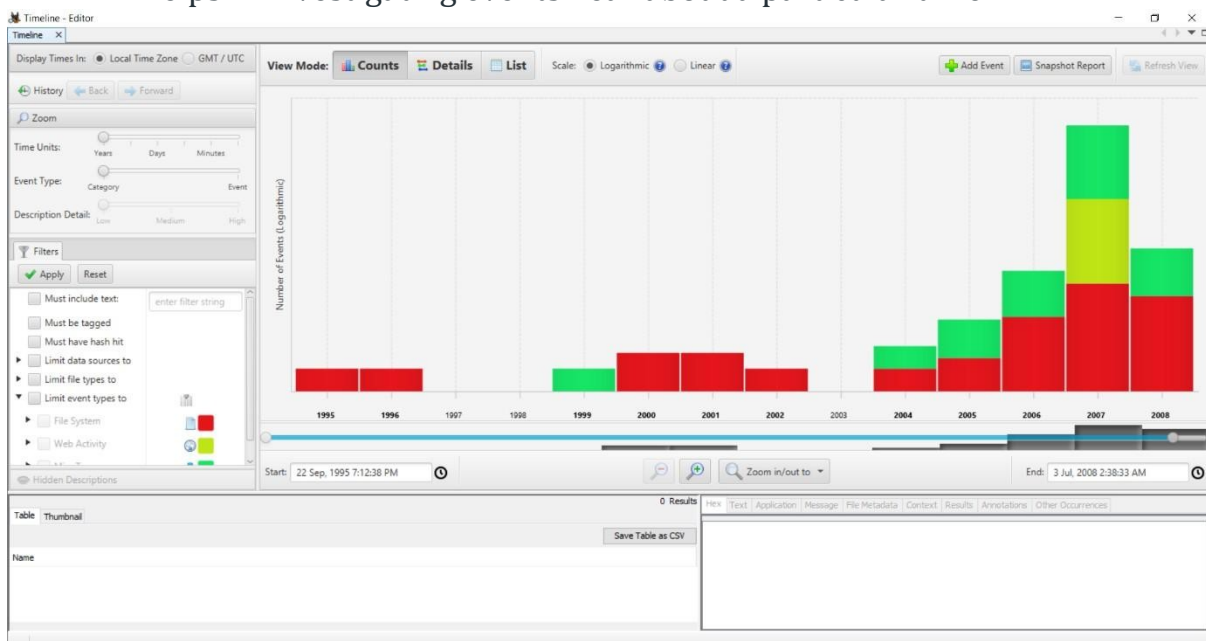 Timeline - Editor
Timeline X
Display Times In: Local Time Zone GMT / UTC
History Back Forward
Zoom
Time Units: Years Days Minutes
Event Type: Category Event
Description Detail: Low Medium High
Filters
Apply Reset
Must include text: enter filter string
Must be tagged
Must have hash hit
Limit data sources to
Limit file types to
Limit event types to
File System
Web Activity
Hidden Descriptions
View Mode: Counts Details List Scale: Logarithmic Linear
Add Event Snapshot Report Refresh View
Number of Events (Logarithmic)
1995 1996 1997 1998 1999 2000 2001 2002 2003 2004 2005 2006 2007 2008
Start: 22 Sep, 1995 7:12:38 PM Zoom in/out to End: 3 Jul, 2008 2:38:33 AM
0 Results
Table Thumbnail
Save Table as CSV
Name
Hex Text Application Message File Metadata Context Results Annotations Other Occurrences